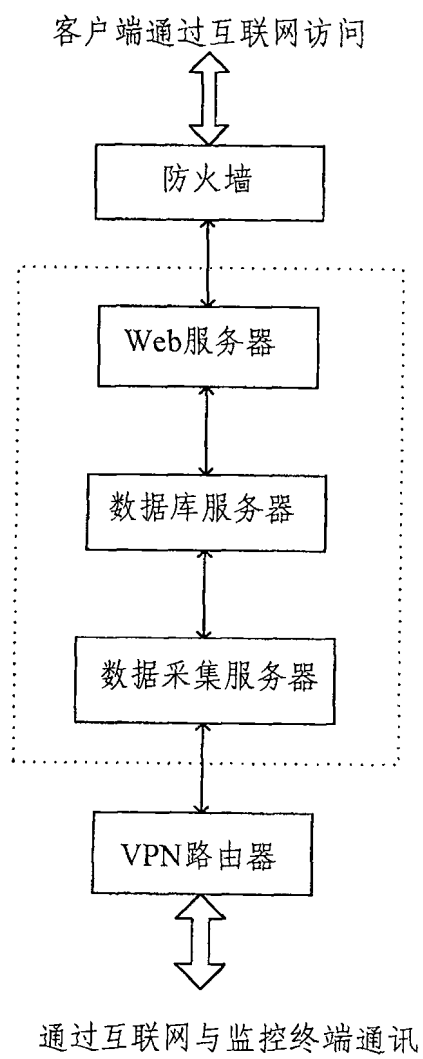 客户端通过互联网访问
防火墙
Web服务器
数据库服务器
数据采集服务器
VPN路由器
通过互联网与监控终端通讯